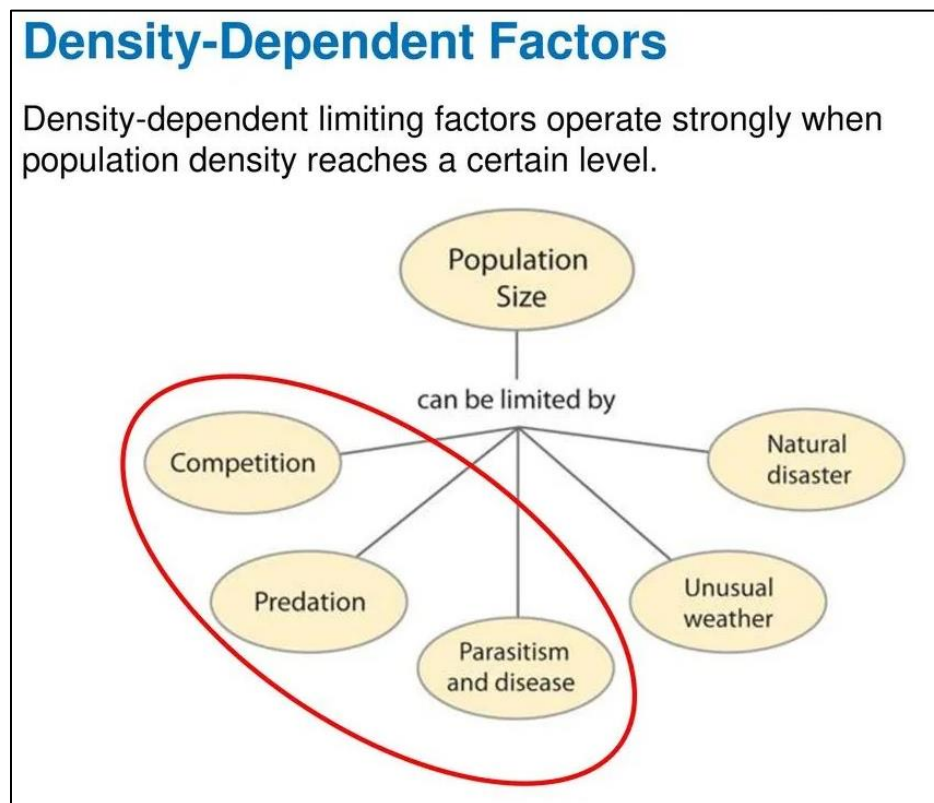 Density-Dependent Factors
Density-dependent limiting factors operate strongly when
population density reaches a certain level.
Population
Size
can be limited by
Competition
Predation
Parasitism
and disease
Unusual
weather
Natural
disaster